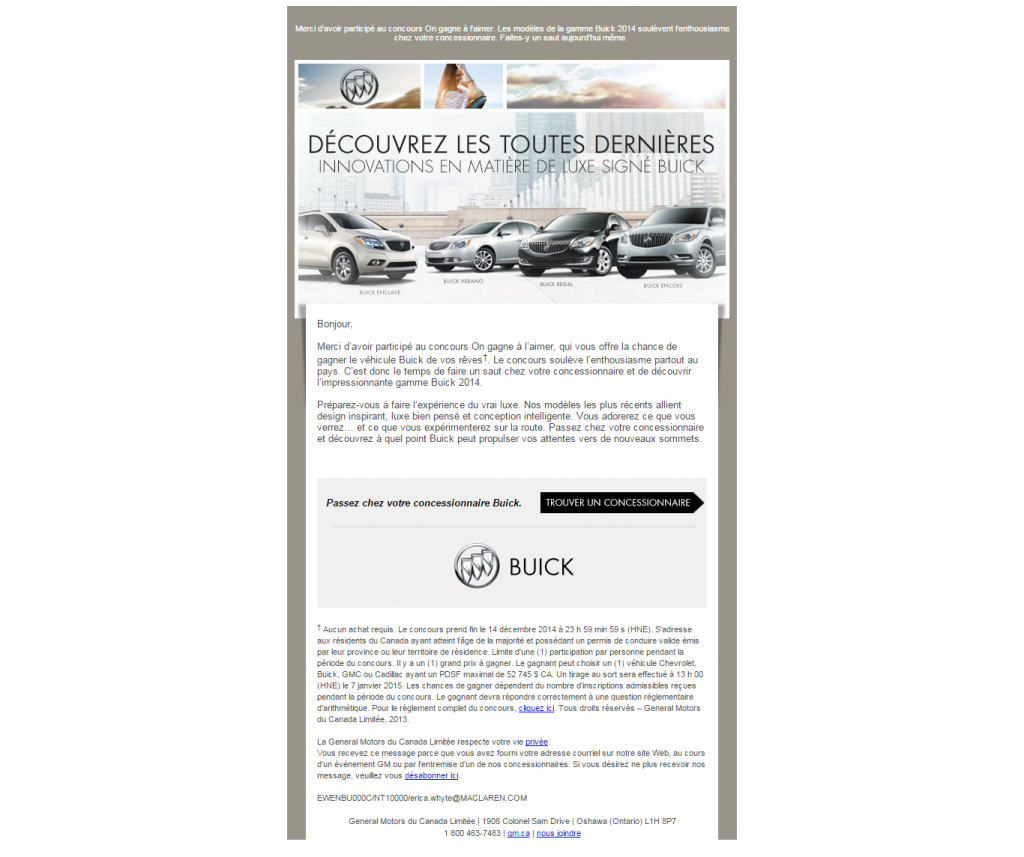 Merci d'avoir participé au concours On gagne à l'aimer. Les modèles de la gamme Buick 2014 soulèvent l'enthousiasme
chez votre concessionnaire. Faites-y un saut aujourd'hui même.
DÉCOUVREZ LES TOUTES DERNIÈRES
INNOVATIONS EN MATIÈRE DE LUXE SIGNÉ BUICK
BUICK ENCLAVE
BUICK VERANO
BUICK REGAL
BUICK ENCORE
Bonjour,
Merci d'avoir participé au concours On gagne à l'aimer, qui vous offre la chance de
gagner le véhicule Buick de vos rêves†. Le concours soulève l'enthousiasme partout au
pays. C'est donc le temps de faire un saut chez votre concessionnaire et de découvrir
l'impressionnante gamme Buick 2014.
Préparez-vous à faire l'expérience du vrai luxe. Nos modèles les plus récents allient
design inspirant, luxe bien pensé et conception intelligente. Vous adorerez ce que vous
verrez… et ce que vous expérimenterez sur la route. Passez chez votre concessionnaire
et découvrez à quel point Buick peut propulser vos attentes vers de nouveaux sommets.
Passez chez votre concessionnaire Buick.
TROUVER UN CONCESSIONNAIRE
BUICK
† Aucun achat requis. Le concours prend fin le 14 décembre 2014 à 23 h 59 min 59 s (HNE). S'adresse
aux résidents du Canada ayant atteint l'âge de la majorité et possédant un permis de conduire valide émis
par leur province ou leur territoire de résidence. Limite d'une (1) participation par personne pendant la
période du concours. Il y a un (1) grand prix à gagner. Le gagnant peut choisir un (1) véhicule Chevrolet,
Buick, GMC ou Cadillac ayant un PDSF maximal de 52 745 $ CA. Un tirage au sort sera effectué à 13 h 00
(HNE) le 7 janvier 2015. Les chances de gagner dépendent du nombre d'inscriptions admissibles reçues
pendant la période du concours. Le gagnant devra répondre correctement à une question réglementaire
d'arithmétique. Pour le règlement complet du concours, cliquez ici. Tous droits réservés – General Motors
du Canada Limitée, 2013.
La General Motors du Canada Limitée respecte votre vie privée.
Vous recevez ce message parce que vous avez fourni votre adresse courriel sur notre site Web, au cours
d'un événement GM ou par l'entremise d'un de nos concessionnaires. Si vous désirez ne plus recevoir nos
message, veuillez vous désabonner ici.
EWENBU000C/NT10000/erica.whyte@MACLAREN.COM
General Motors du Canada Limitée | 1908 Colonel Sam Drive | Oshawa (Ontario) L1H 8P7
1 800 463-7483 | gm.ca | nous joindre